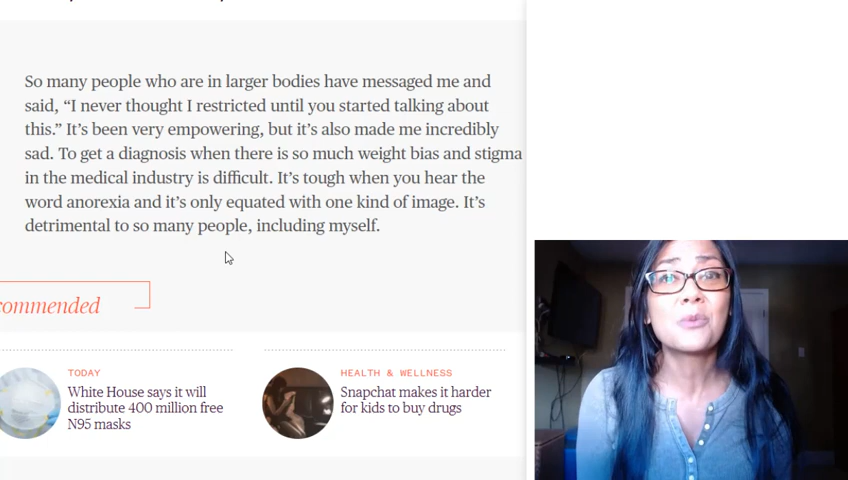 So many people who are in larger bodies have messaged me and
said, “I never thought I restricted until you started talking about
this.” It’s been very empowering, but it’s also made me incredibly
sad. To get a diagnosis when there is so much weight bias and stigma
in the medical industry is difficult. It’s tough when you hear the
word anorexia and it’s only equated with one kind of image. It’s
detrimental to so many people, including myself.
ommended
TODAY
White House says it will
distribute 400 million free
N95 masks
HEALTH & WELLNESS
Snapchat makes it harder
for kids to buy drugs